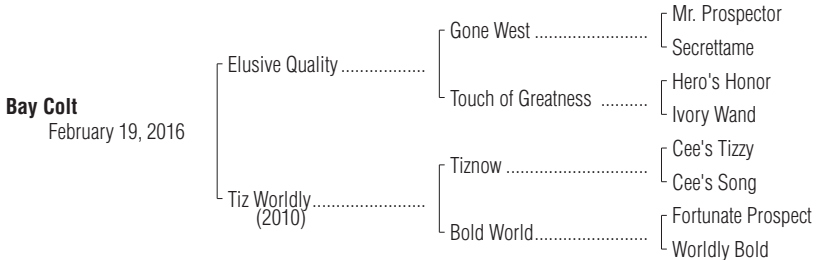 Mr. Prospector
Gone West ........................
Secrettame
Elusive Quality ..................
Hero's Honor
Touch of Greatness ..........
Ivory Wand
Bay Colt
February 19, 2016
Cee's Tizzy
Tiznow ..............................
Cee's Song
Tiz Worldly........................
(2010)
Fortunate Prospect
Bold World........................
Worldly Bold